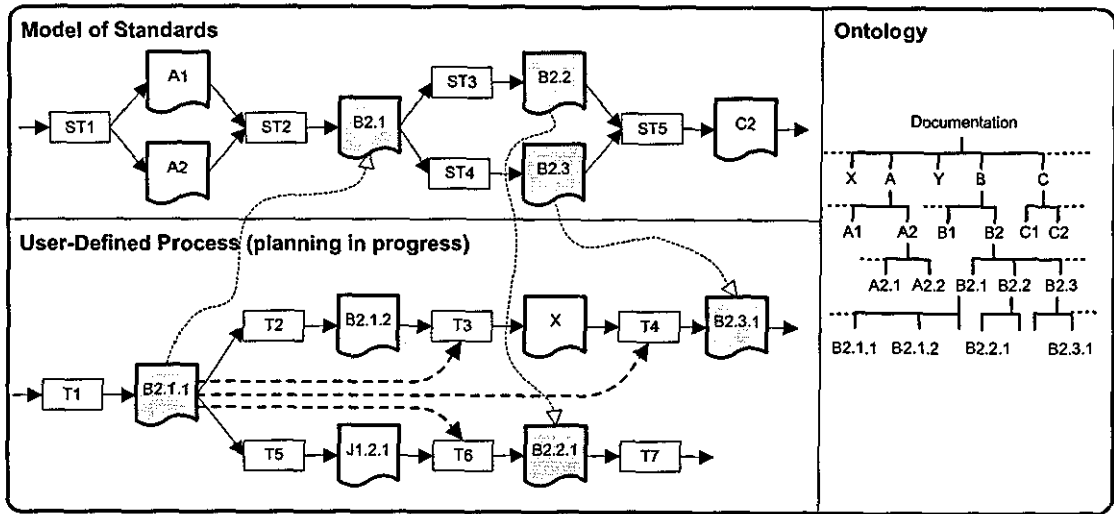 Model of Standards
A1
ST3
B2.2
ST1
ST2
B2.1
ST5
C2
A2
ST4
B2.3
User-Defined Process (planning in progress)
T2
B2.1.2
T3
X
T4
B2.3.1
T1
B2.1.1
T5
J1.2.1
T6
B2.2.1
T7
Ontology
Documentation
X A Y B C
A1 A2 B1 B2 C1 C2
A2.1 A2.2 B2.1 B2.2 B2.3
B2.1.1 B2.1.2 B2.2.1 B2.3.1